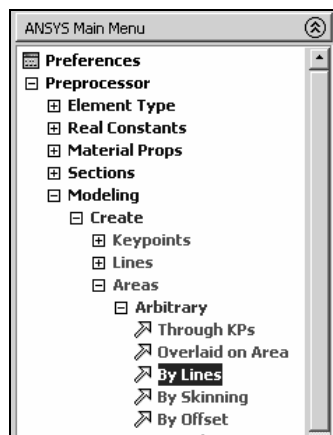 ANSYS Main Menu
Preferences
Preprocessor
Element Type
Real Constants
Material Props
Sections
Modeling
Create
Keypoints
Lines
Areas
Arbitrary
Through KPs
Overlaid on Area
By Lines
By Skinning
By Offset